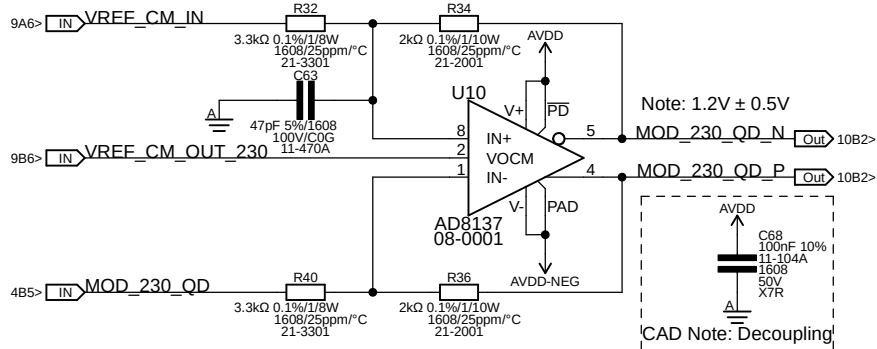 9A6> IN VREF_CM_IN
R32
3.3kΩ 0.1%/1/8W
1608/25ppm/°C
21-3301
R34
2kΩ 0.1%/1/10W
1608/25ppm/°C
21-2001
AVDD
C63
A
47pF 5%/1608
100V/C0G
11-470A
U10
V+
PD
Note: 1.2V ± 0.5V
8 IN+
5 MOD_230_QD_N Out 10B2>
9B6> IN VREF_CM_OUT_230
2 VOCM
1 IN-
4 MOD_230_QD_P Out 10B2>
V- PAD
AD8137
08-0001
AVDD-NEG
AVDD
C68
100nF 10%
11-104A
1608
50V
X7R
A
CAD Note: Decoupling
4B5> IN MOD_230_QD
R40
3.3kΩ 0.1%/1/8W
1608/25ppm/°C
21-3301
R36
2kΩ 0.1%/1/10W
1608/25ppm/°C
21-2001